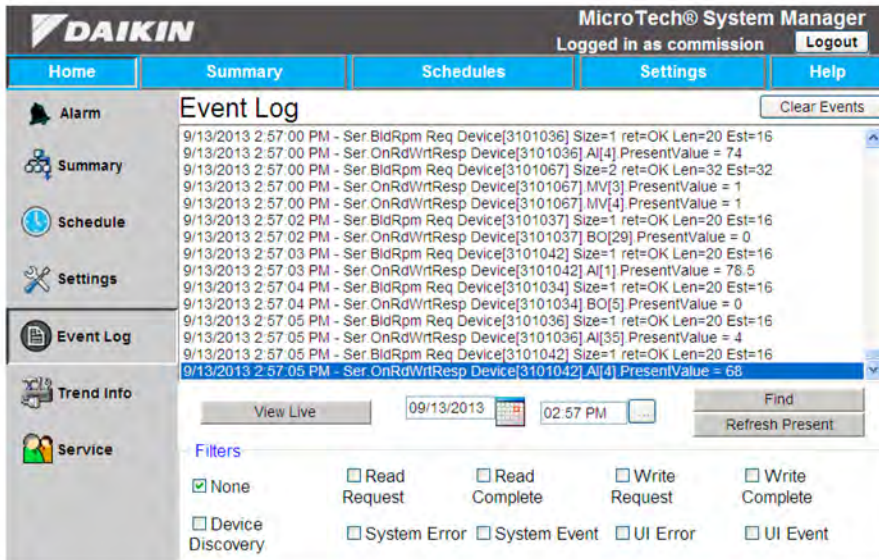 DAIKIN
MicroTech® System Manager
Logged in as commission Logout
Home Summary Schedules Settings Help
Alarm
Summary
Schedule
Settings
Event Log
Trend Info
Service
Event Log Clear Events
9/13/2013 2:57:00 PM - Ser.BldRpm Req Device[3101036] Size=1 ret=OK Len=20 Est=16
9/13/2013 2:57:00 PM - Ser.OnRdWrtResp Device[3101036].AI[4].PresentValue = 74
9/13/2013 2:57:00 PM - Ser.BldRpm Req Device[3101067] Size=2 ret=OK Len=32 Est=32
9/13/2013 2:57:00 PM - Ser.OnRdWrtResp Device[3101067].MV[3].PresentValue = 1
9/13/2013 2:57:00 PM - Ser.OnRdWrtResp Device[3101067].MV[4].PresentValue = 1
9/13/2013 2:57:02 PM - Ser.BldRpm Req Device[3101037] Size=1 ret=OK Len=20 Est=16
9/13/2013 2:57:02 PM - Ser.OnRdWrtResp Device[3101037].BO[29].PresentValue = 0
9/13/2013 2:57:03 PM - Ser.BldRpm Req Device[3101042] Size=1 ret=OK Len=20 Est=16
9/13/2013 2:57:03 PM - Ser.OnRdWrtResp Device[3101042].AI[1].PresentValue = 78.5
9/13/2013 2:57:04 PM - Ser.BldRpm Req Device[3101034] Size=1 ret=OK Len=20 Est=16
9/13/2013 2:57:04 PM - Ser.OnRdWrtResp Device[3101034].BO[5].PresentValue = 0
9/13/2013 2:57:05 PM - Ser.BldRpm Req Device[3101036] Size=1 ret=OK Len=20 Est=16
9/13/2013 2:57:05 PM - Ser.OnRdWrtResp Device[3101036].AI[35].PresentValue = 4
9/13/2013 2:57:05 PM - Ser.BldRpm Req Device[3101042] Size=1 ret=OK Len=20 Est=16
9/13/2013 2:57:05 PM - Ser.OnRdWrtResp Device[3101042].AI[4].PresentValue = 68
View Live 09/13/2013 02:57 PM ... Find
Refresh Present
Filters
None Read Request Read Complete Write Request Write Complete
Device Discovery System Error System Event UI Error UI Event